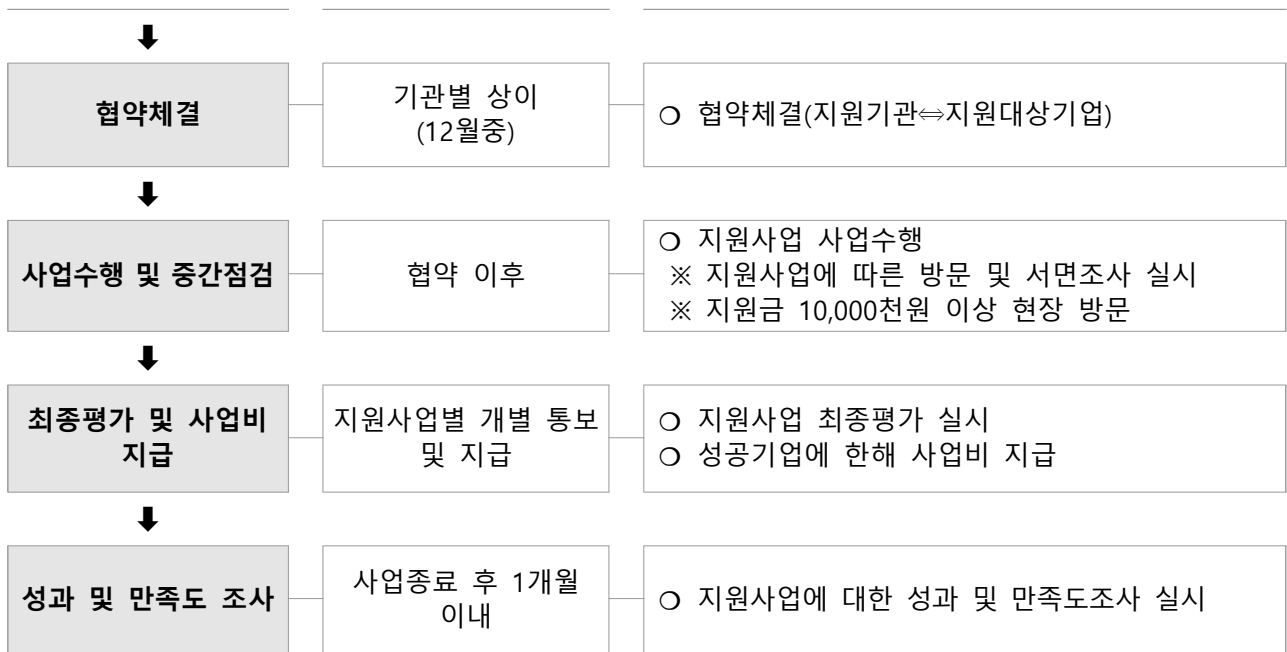 협약체결
기관별 상이
(12월중)
❍ 협약체결(지원기관⇔지원대상기업)
사업수행 및 중간점검
협약 이후
❍ 지원사업 사업수행
※ 지원사업에 따른 방문 및 서면조사 실시
※ 지원금 10,000천원 이상 현장 방문
최종평가 및 사업비
지급
지원사업별 개별 통보
및 지급
❍ 지원사업 최종평가 실시
❍ 성공기업에 한해 사업비 지급
성과 및 만족도 조사
사업종료 후 1개월
이내
❍ 지원사업에 대한 성과 및 만족도조사 실시